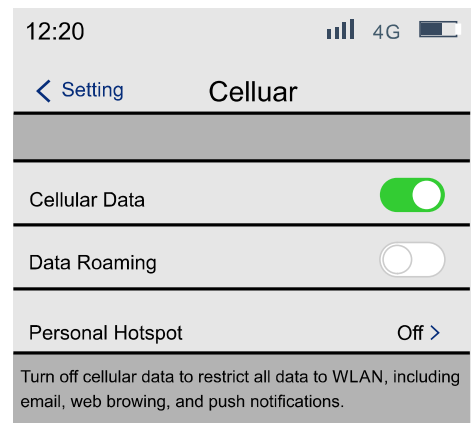 12:20 4G
Setting Celluar
Cellular Data
Data Roaming
Personal Hotspot Off >
Turn off cellular data to restrict all data to WLAN, including
email, web browing, and push notifications.